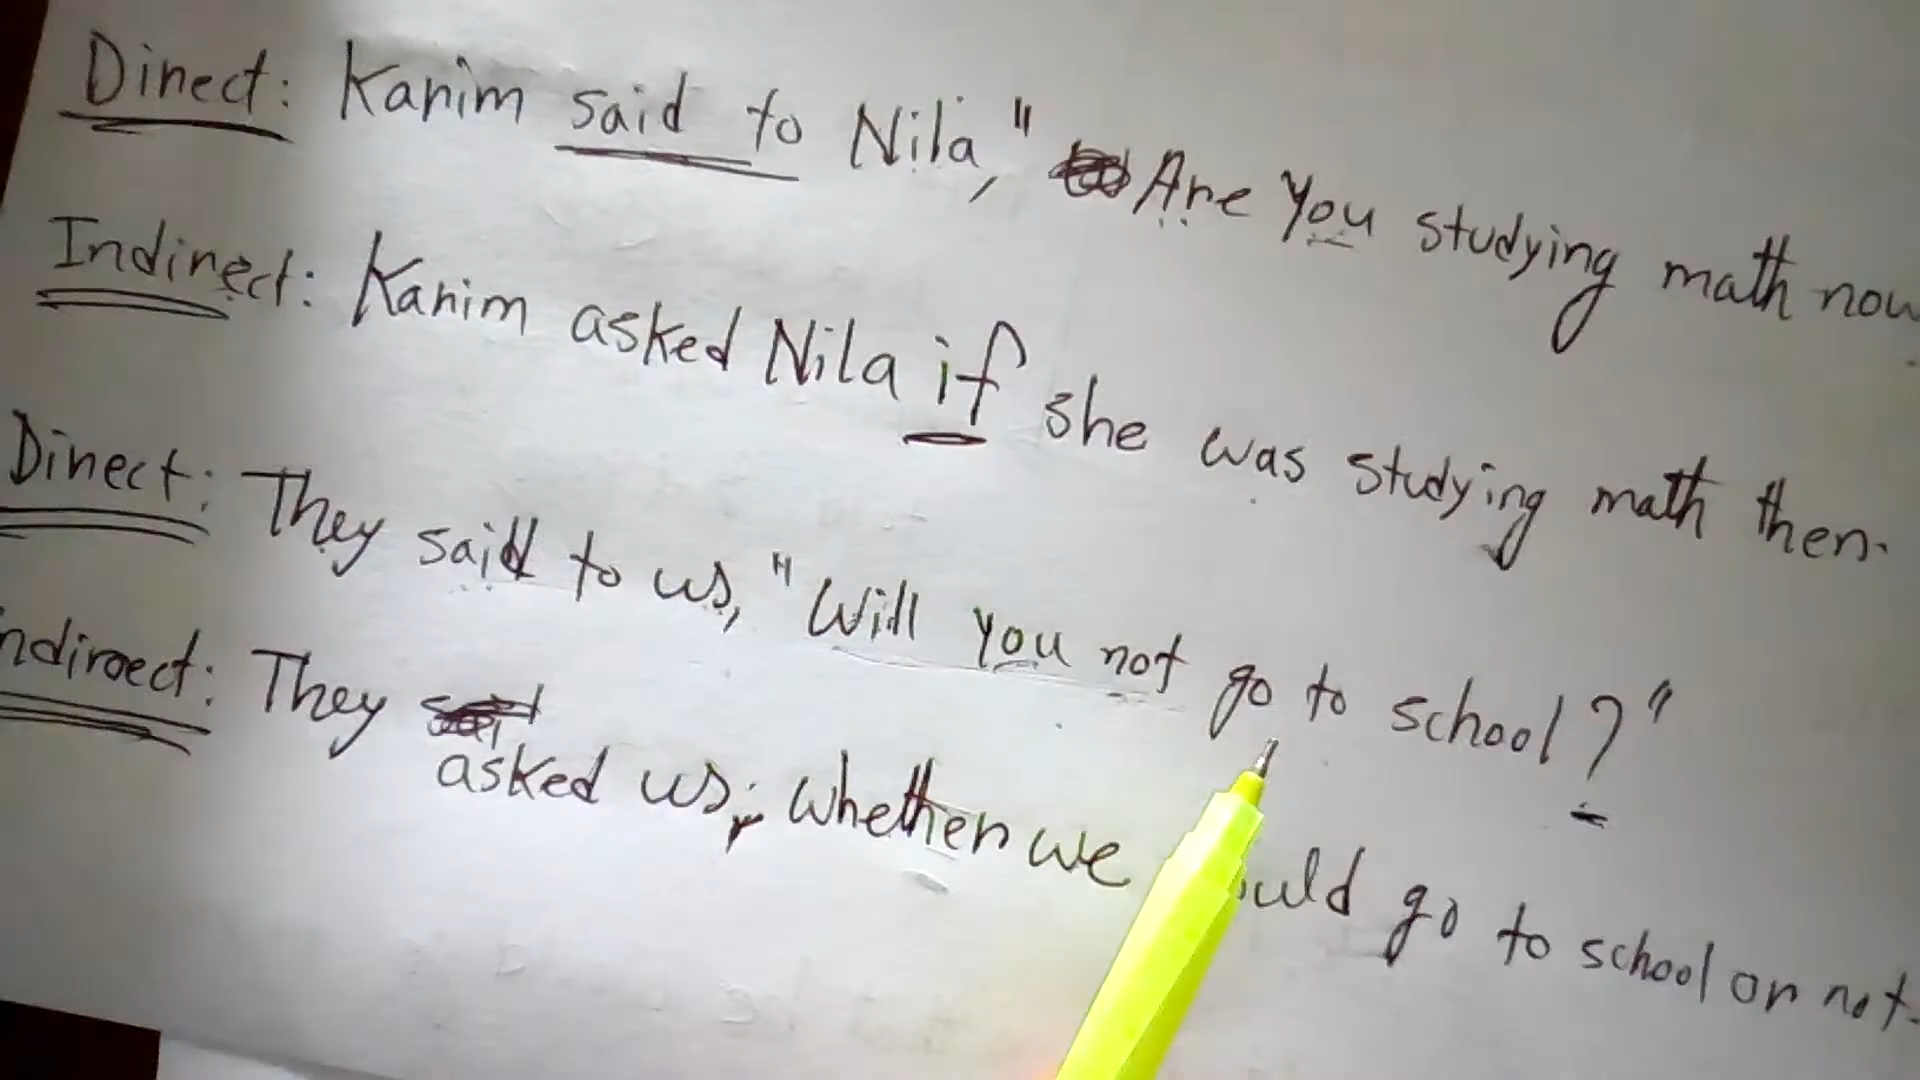 Direct: Karim said to Nila," Are you studying math now
Indirect: Karim asked Nila if she was studying math then.
Direct: They said to us, "Will you not go to school?"
ndiroect: They
asked us, whether we ould go to school or not.